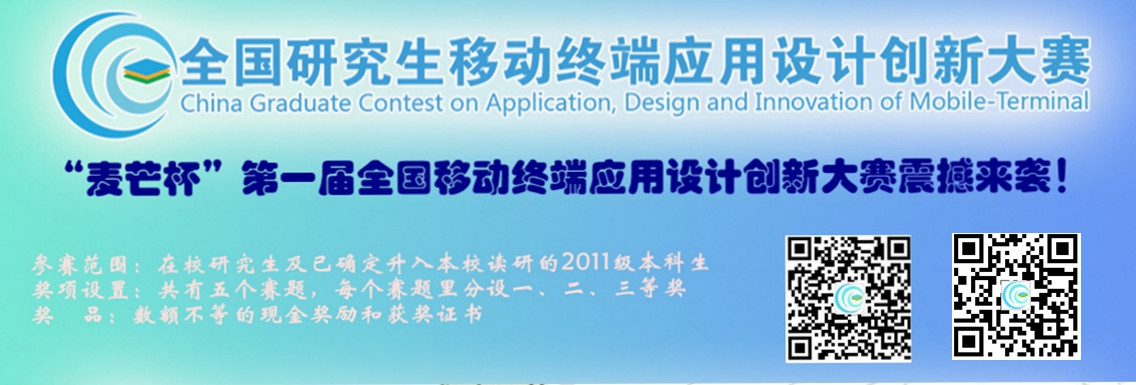 全国研究生移动终端应用设计创新大赛
China Graduate Contest on Application, Design and Innovation of Mobile-Terminal
“麦芒杯”第一届全国移动终端应用设计创新大赛震撼来袭!
参赛范围:在校研究生及已确定升入本校读研的2011级本科生
奖项设置:共有五个赛题,每个赛题里分设一、二、三等奖
奖 品:数额不等的现金奖励和获奖证书